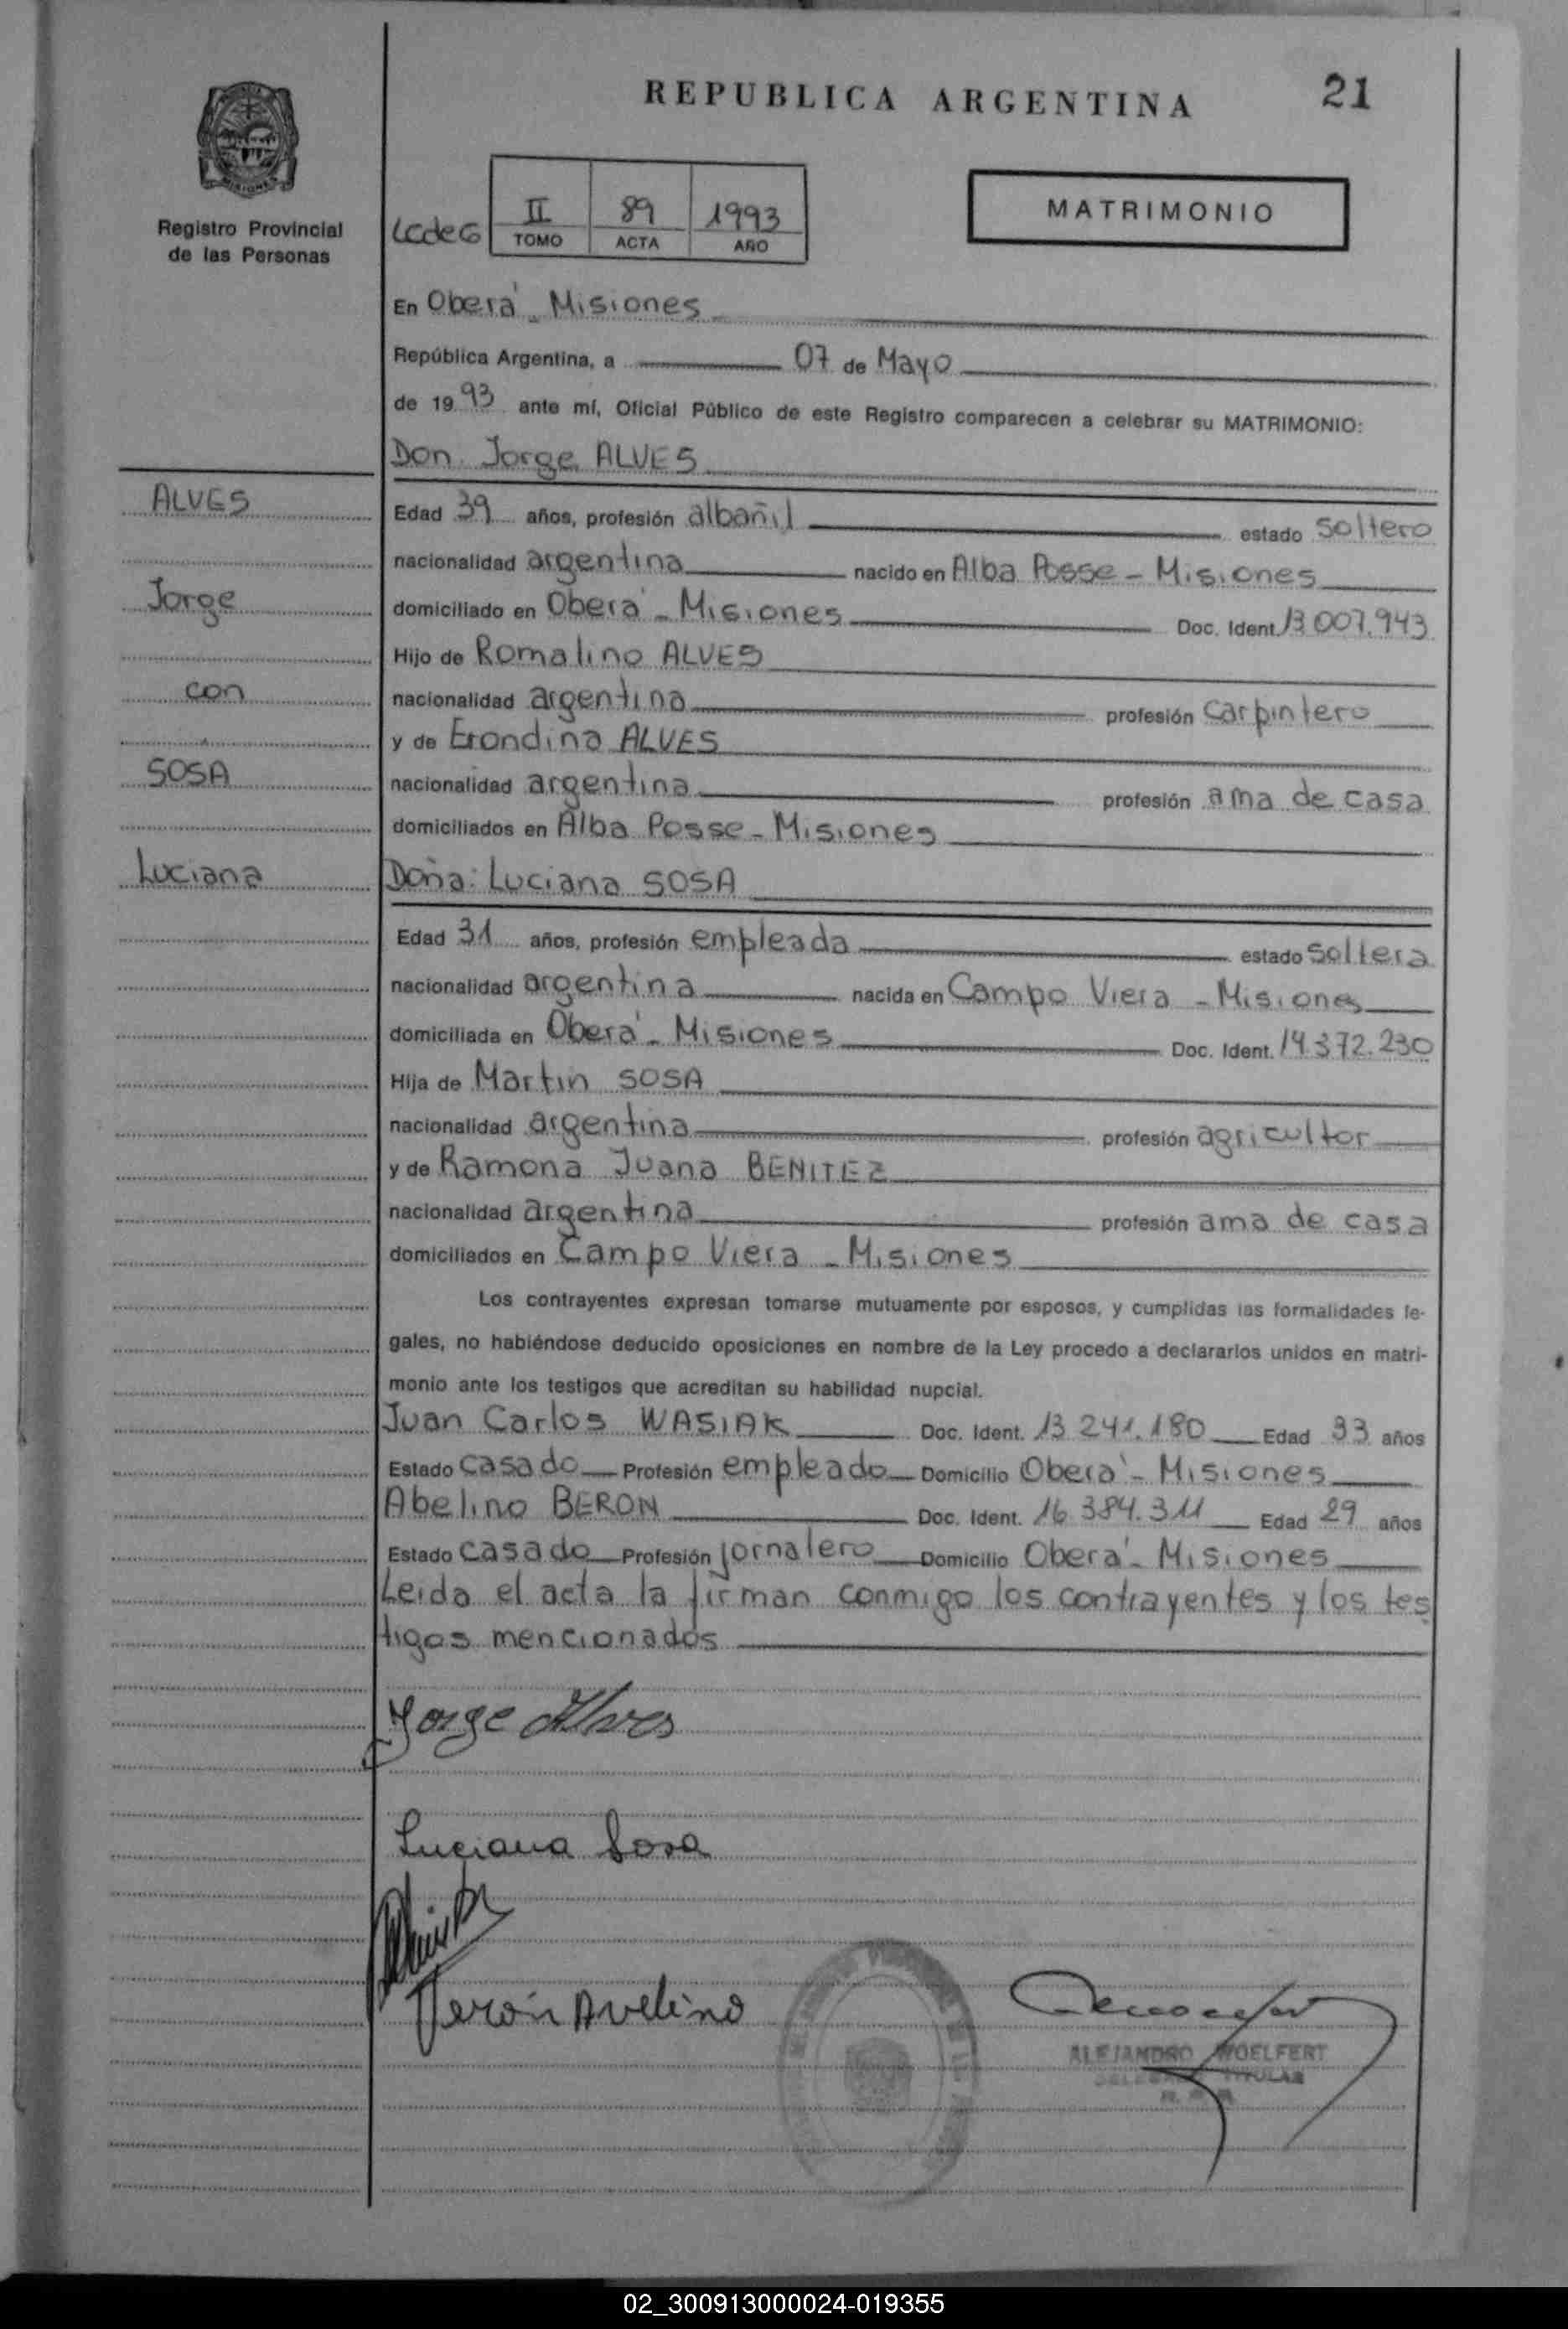 REPUBLICA ARGENTINA
21
MISIONES
Registro Provincial
de las Personas
II 89 1993
TOMO ACTA AÑO
MATRIMONIO
En Oberá - Misiones
República Argentina, a 07 de Mayo
de 1993 ante mí, Oficial Público de este Registro comparecen a celebrar su MATRIMONIO:
Don Jorge ALVES
ALVES
Jorge
con
SOSA
Luciana
Edad 39 años, profesión albañil estado soltero
nacionalidad argentina nacido en Alba Posse - Misiones
domiciliado en Oberá - Misiones Doc. Ident. 13.007.943
Hijo de Romalino ALVES
nacionalidad argentina profesión carpintero
y de Erondina ALVES
nacionalidad argentina profesión ama de casa
domiciliados en Alba Posse - Misiones
Doña: Luciana SOSA
Edad 31 años, profesión empleada estado soltera
nacionalidad argentina nacida en Campo Viera - Misiones
domiciliada en Oberá - Misiones Doc. Ident. 14.372.230
Hija de Martin SOSA
nacionalidad argentina profesión agricultor
y de Ramona Juana BENITEZ
nacionalidad argentina profesión ama de casa
domiciliados en Campo Viera - Misiones
Los contrayentes expresan tomarse mutuamente por esposos, y cumplidas las formalidades le-
gales, no habiéndose deducido oposiciones en nombre de la Ley procedo a declararlos unidos en matri-
monio ante los testigos que acreditan su habilidad nupcial.
Juan Carlos WASIAK Doc. Ident. 13.241.180 Edad 33 años
Estado casado Profesión empleado Domicilio Oberá - Misiones
Abelino BERON Doc. Ident. 16.384.311 Edad 29 años
Estado casado Profesión jornalero Domicilio Oberá - Misiones
Leida el acta la firman conmigo los contrayentes y los tes
tigos mencionados
Jorge Alves
Luciana Sosa
Berón Avelino
ALEJANDRO WOELFERT
TITULAR
02_300913000024-019355